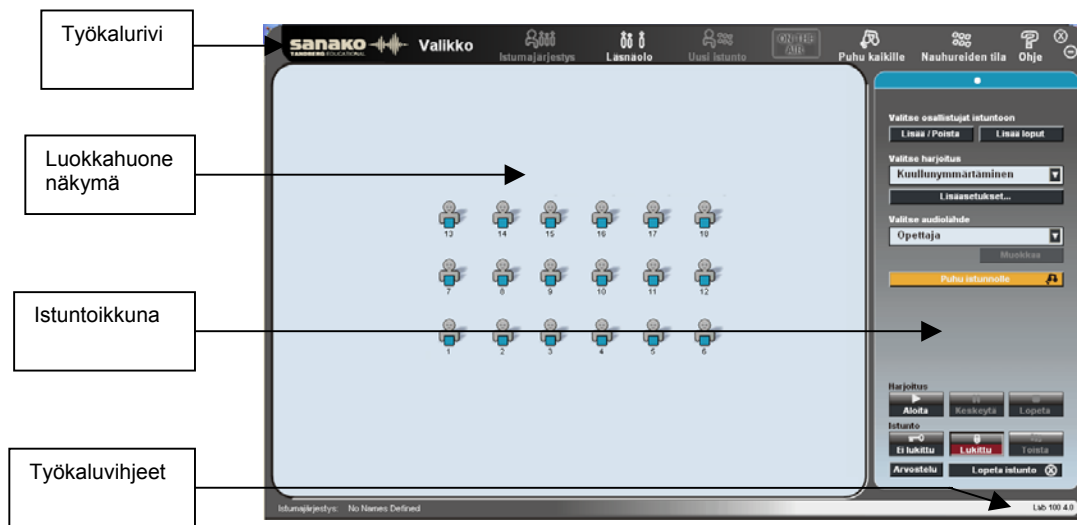 Työkalurivi
sanako
TANDBERG EDUCATIONAL
Valikko
Istumajärjestys
Läsnäolo
Uusi istunto
ON THE AIR
Puhu kaikille
Nauhureiden tila
Ohje
Luokkahuone
näkymä
Istuntoikkuna
Työkaluvihjeet
13 14 15 16 17 18
7 8 9 10 11 12
1 2 3 4 5 6
Valitse osallistujat istuntoon
Lisää / Poista Lisää loput
Valitse harjoitus
Kuullunymmärtäminen
Lisäasetukset...
Valitse audiolähde
Opettaja
Muokkaa
Puhu istunnolle
Harjoitus
Aloita Keskeytä Lopeta
Istunto
Ei lukittu Lukittu Toista
Arvostelu Lopeta istunto
Istumajärjestys: No Names Defined
Lab 100 4.0